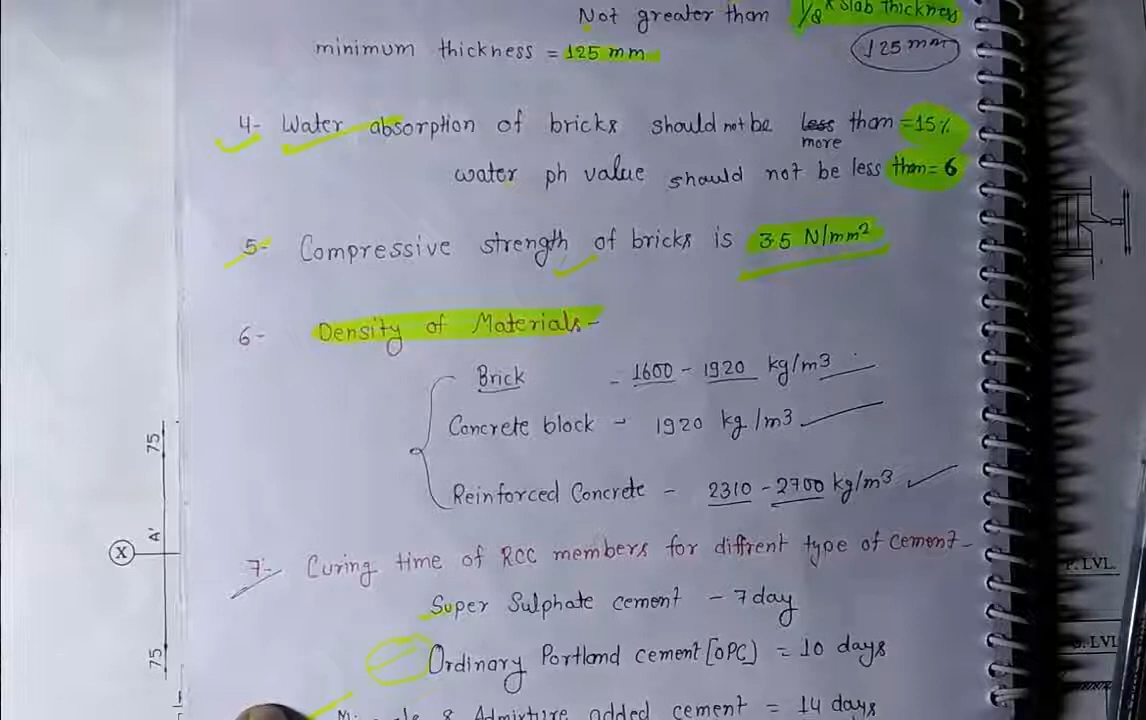 Not greater than 1/8 x Slab thickness
minimum thickness = 125 mm 125 mm
4- Water absorption of bricks should not be less than = 15%
more
water ph value should not be less than = 6
5- Compressive strength of bricks is 3.5 N/mm²
6- Density of Materials-
Brick - 1600 - 1920 kg/m3
Concrete block - 1920 kg/m3
Reinforced Concrete - 2310 - 2700 kg/m3
7- Curing time of RCC members for diffrent type of cement-
Super Sulphate cement - 7 day
Ordinary Portland cement [OPC] = 10 days
& Admixture added cement = 14 days
75
A'
X
75
LVL.
LVL